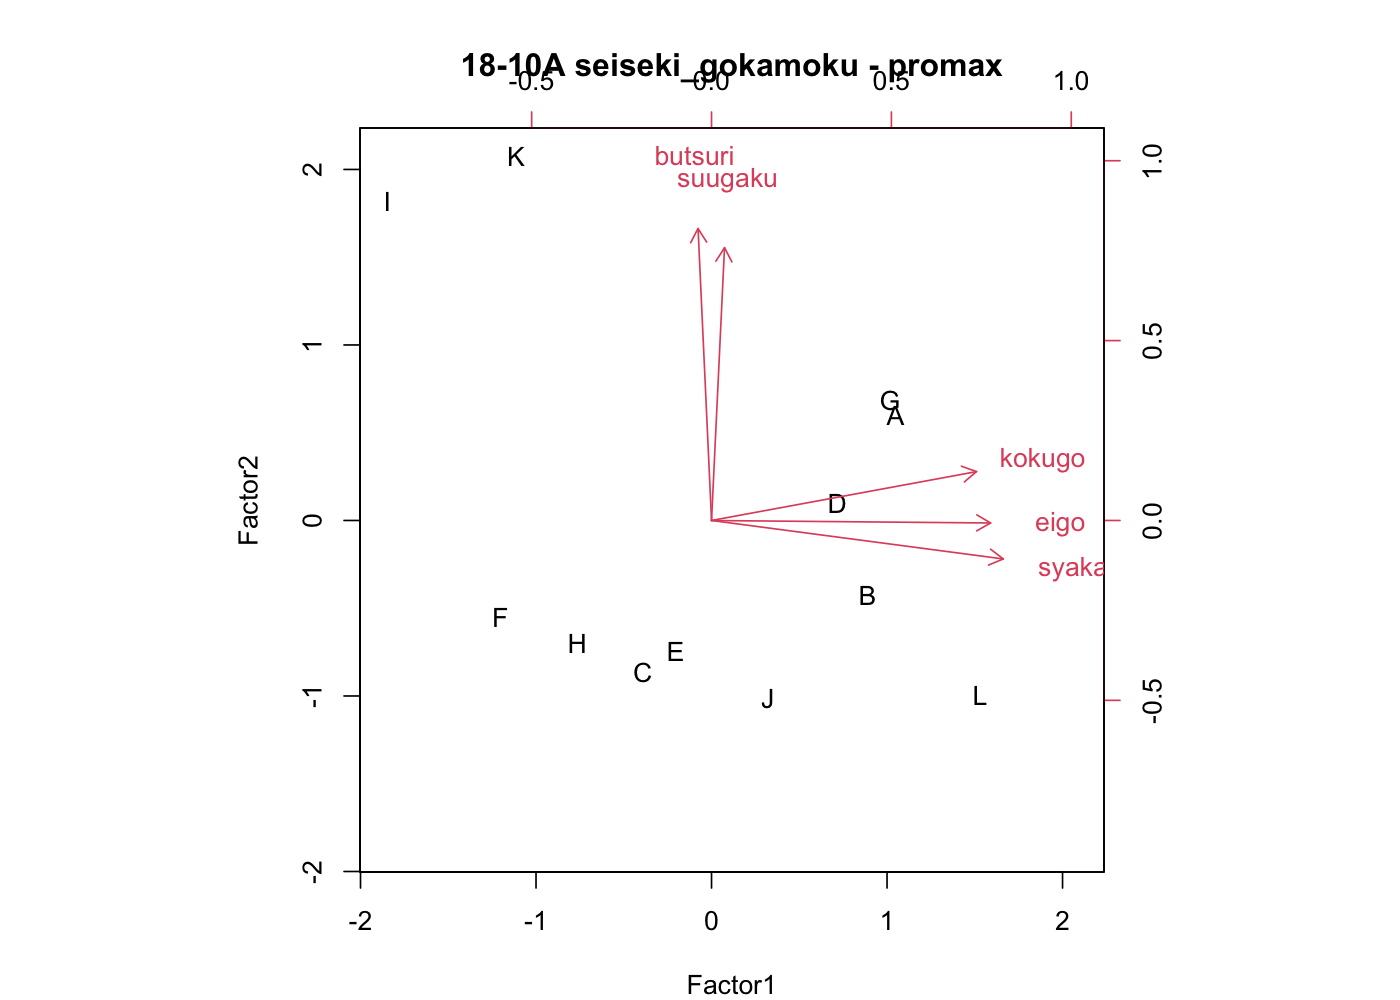 18-10A seiseki_gokamoku - promax
-0.5 0.0 0.5 1.0
K
butsuri
suugaku
I
G
A
kokugo
D
eigo
syaka
B
F
H
E
C
J
L
2
1
0
-1
-2
Factor2
1.0
0.5
0.0
-0.5
-2 -1 0 1 2
Factor1